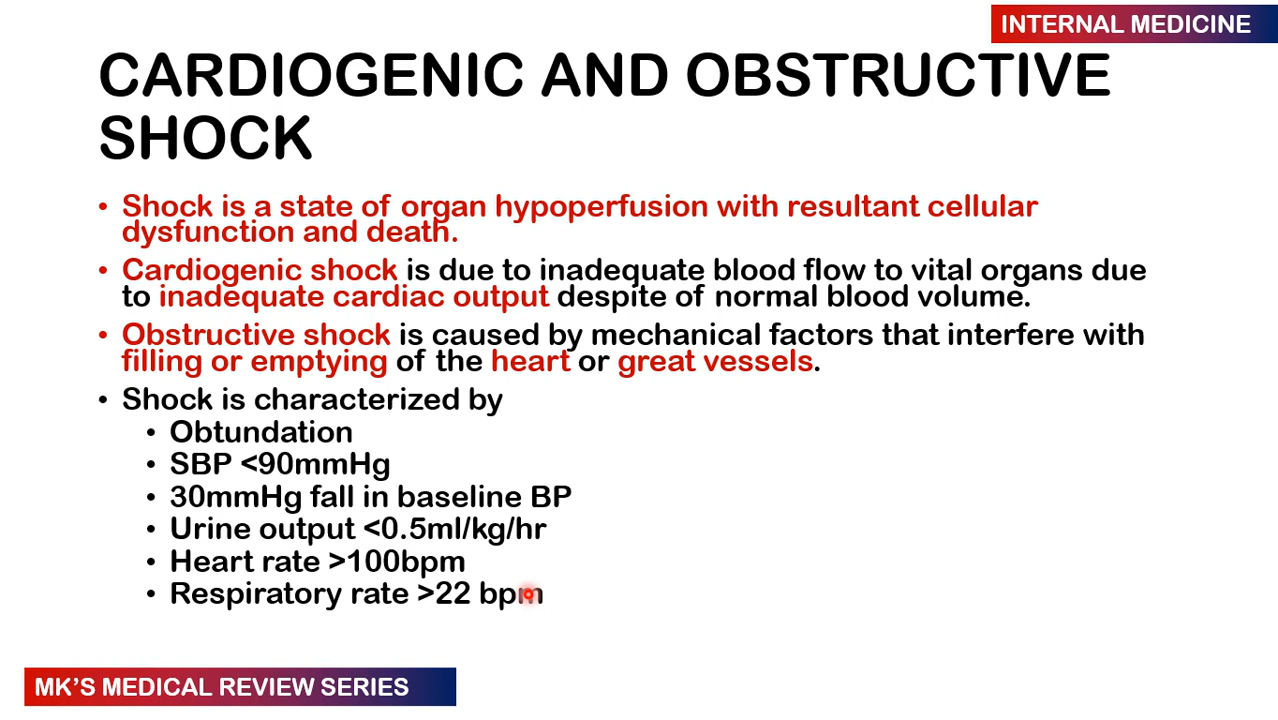 INTERNAL MEDICINE
CARDIOGENIC AND OBSTRUCTIVE
SHOCK
• Shock is a state of organ hypoperfusion with resultant cellular
dysfunction and death.
• Cardiogenic shock is due to inadequate blood flow to vital organs due
to inadequate cardiac output despite of normal blood volume.
• Obstructive shock is caused by mechanical factors that interfere with
filling or emptying of the heart or great vessels.
• Shock is characterized by
• Obtundation
• SBP <90mmHg
• 30mmHg fall in baseline BP
• Urine output <0.5ml/kg/hr
• Heart rate >100bpm
• Respiratory rate >22 bpm
MK'S MEDICAL REVIEW SERIES